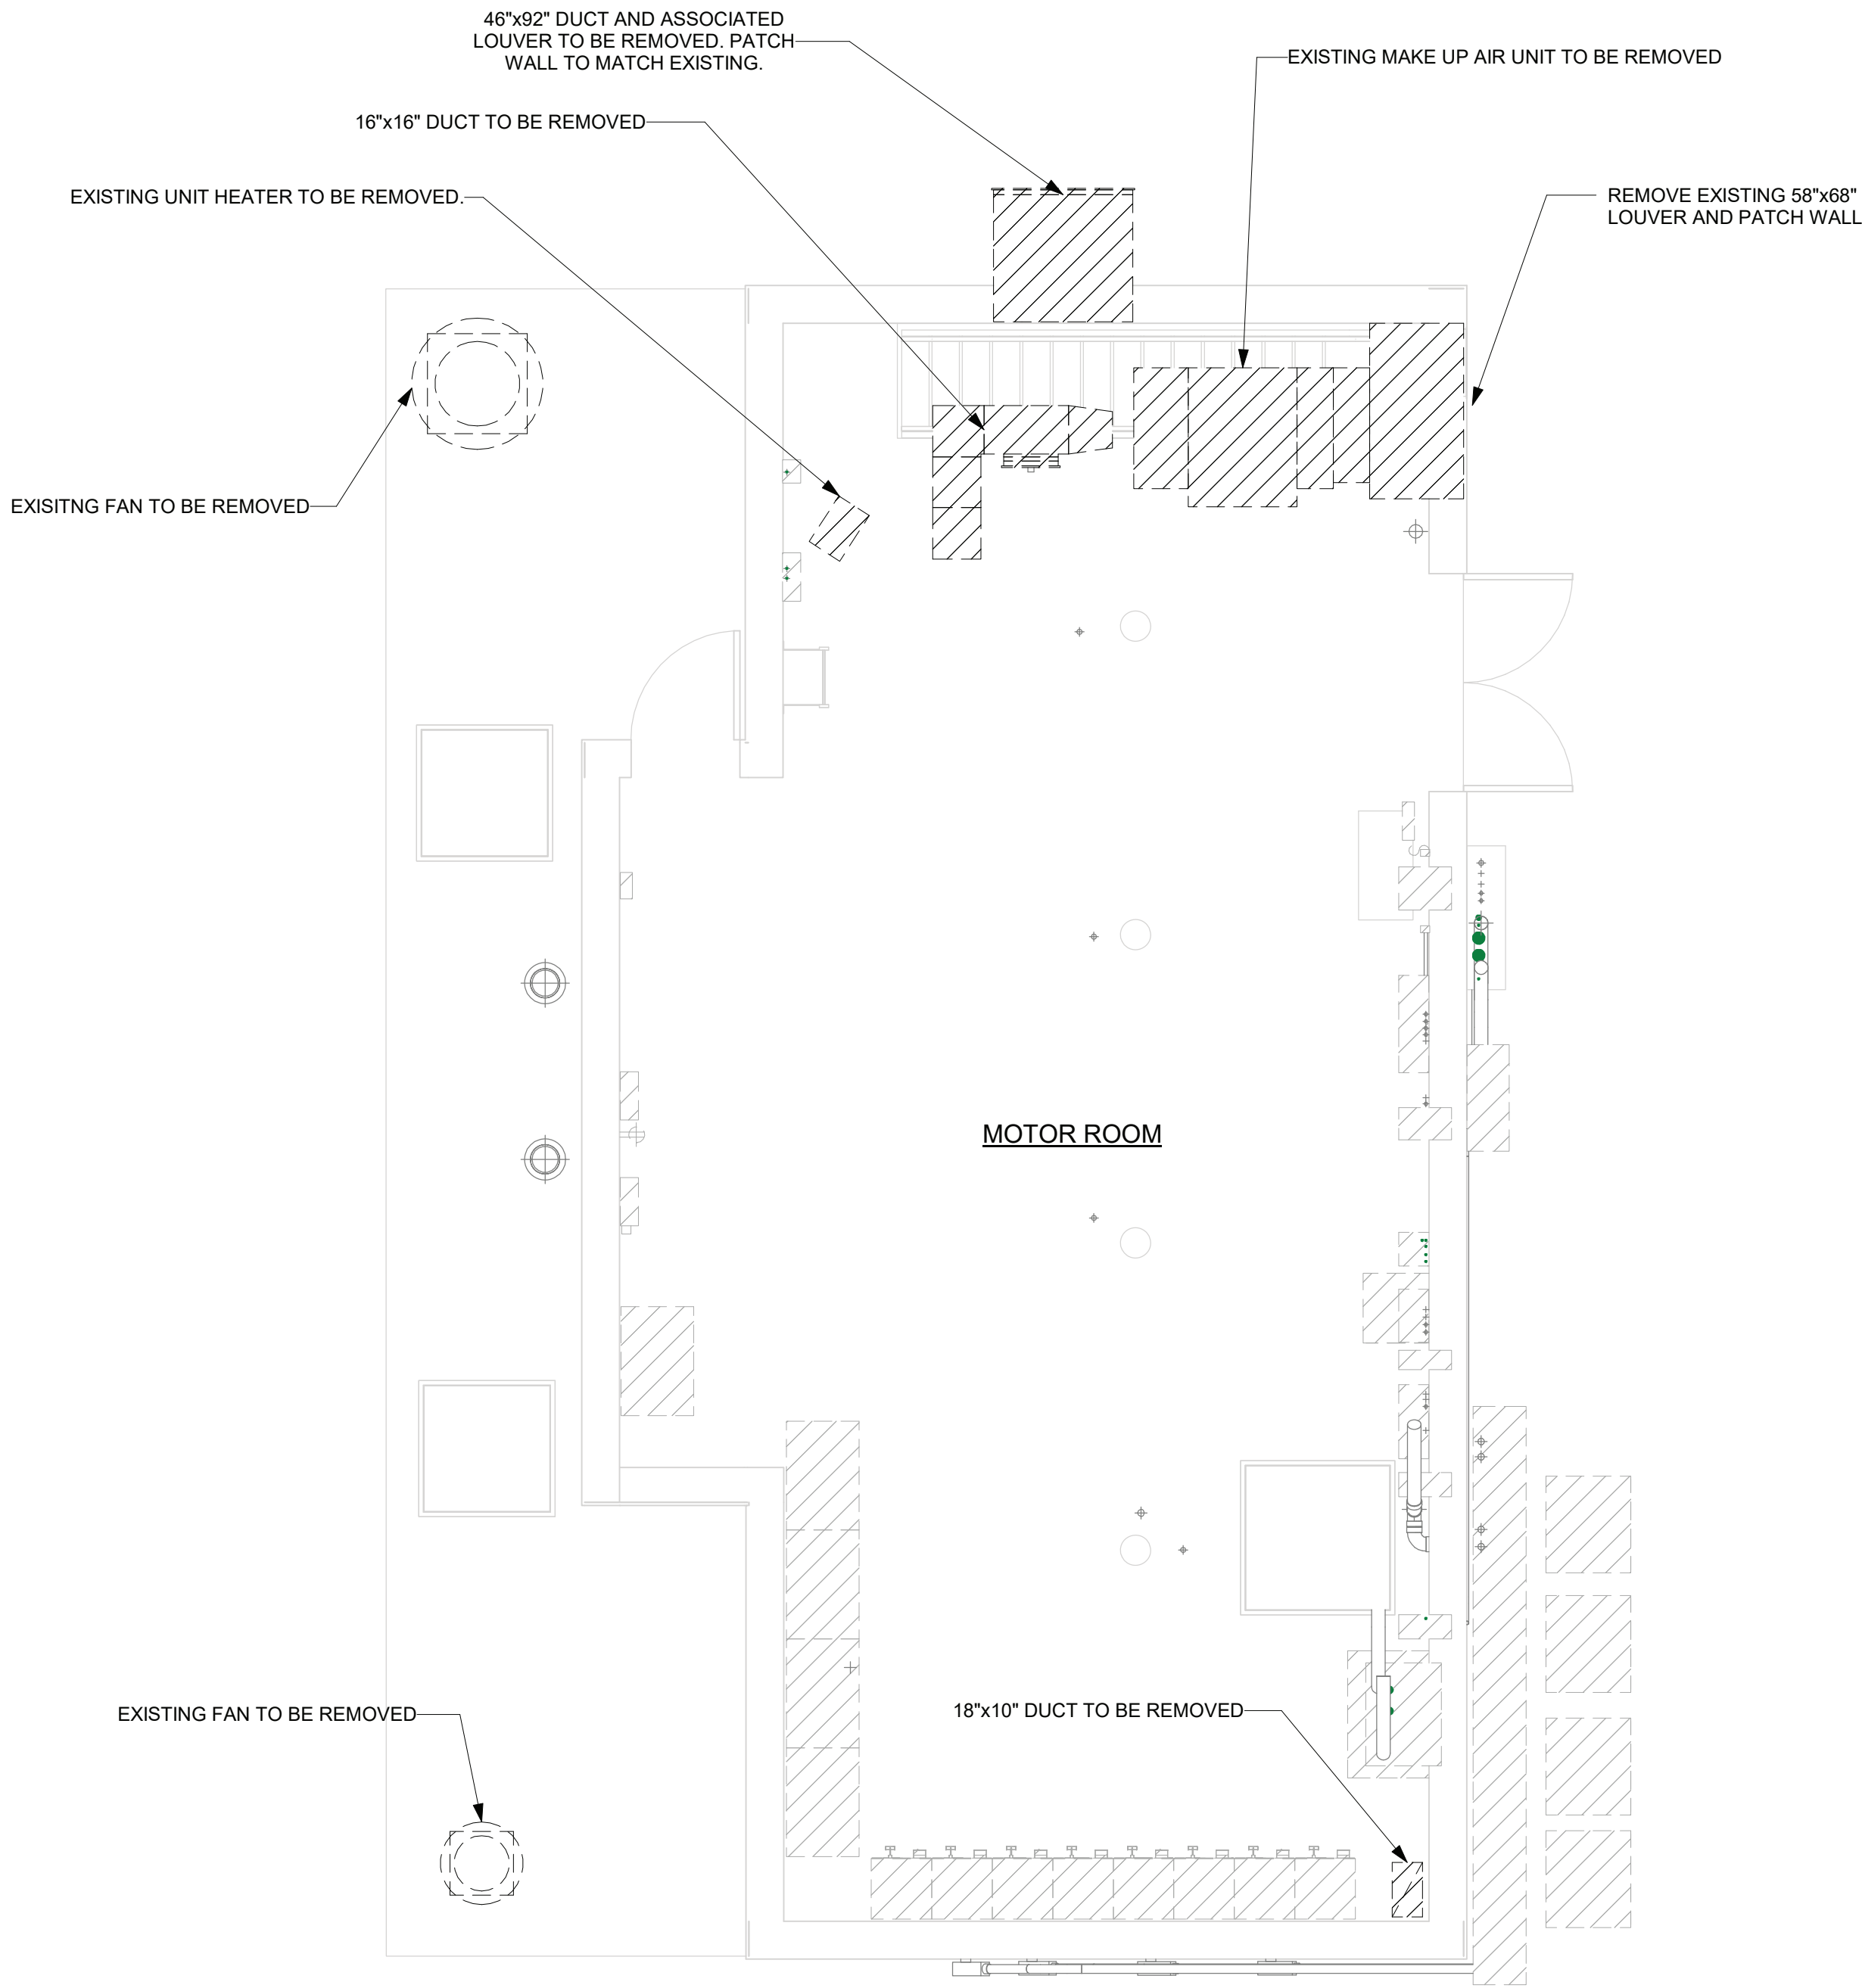 46"x92" DUCT AND ASSOCIATED
LOUVER TO BE REMOVED. PATCH
WALL TO MATCH EXISTING.
EXISTING MAKE UP AIR UNIT TO BE REMOVED
16"x16" DUCT TO BE REMOVED
EXISTING UNIT HEATER TO BE REMOVED.
REMOVE EXISTING 58"x68"
LOUVER AND PATCH WALL
EXISITNG FAN TO BE REMOVED
MOTOR ROOM
EXISTING FAN TO BE REMOVED
18"x10" DUCT TO BE REMOVED